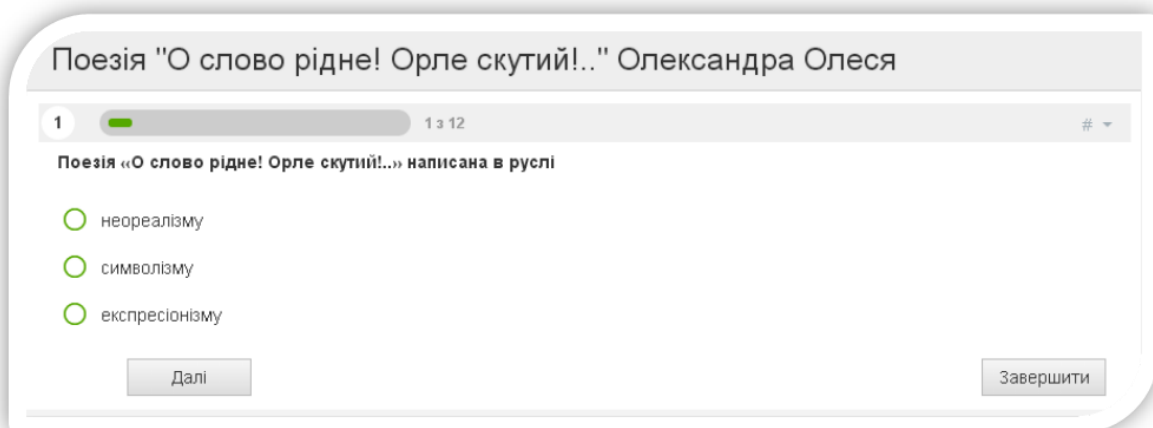 Поезія "О слово рідне! Орле скутий!.." Олександра Олеся
1 1 з 12 #
Поезія «О слово рідне! Орле скутий!..» написана в руслі
неореалізму
символізму
експресіонізму
Далі Завершити